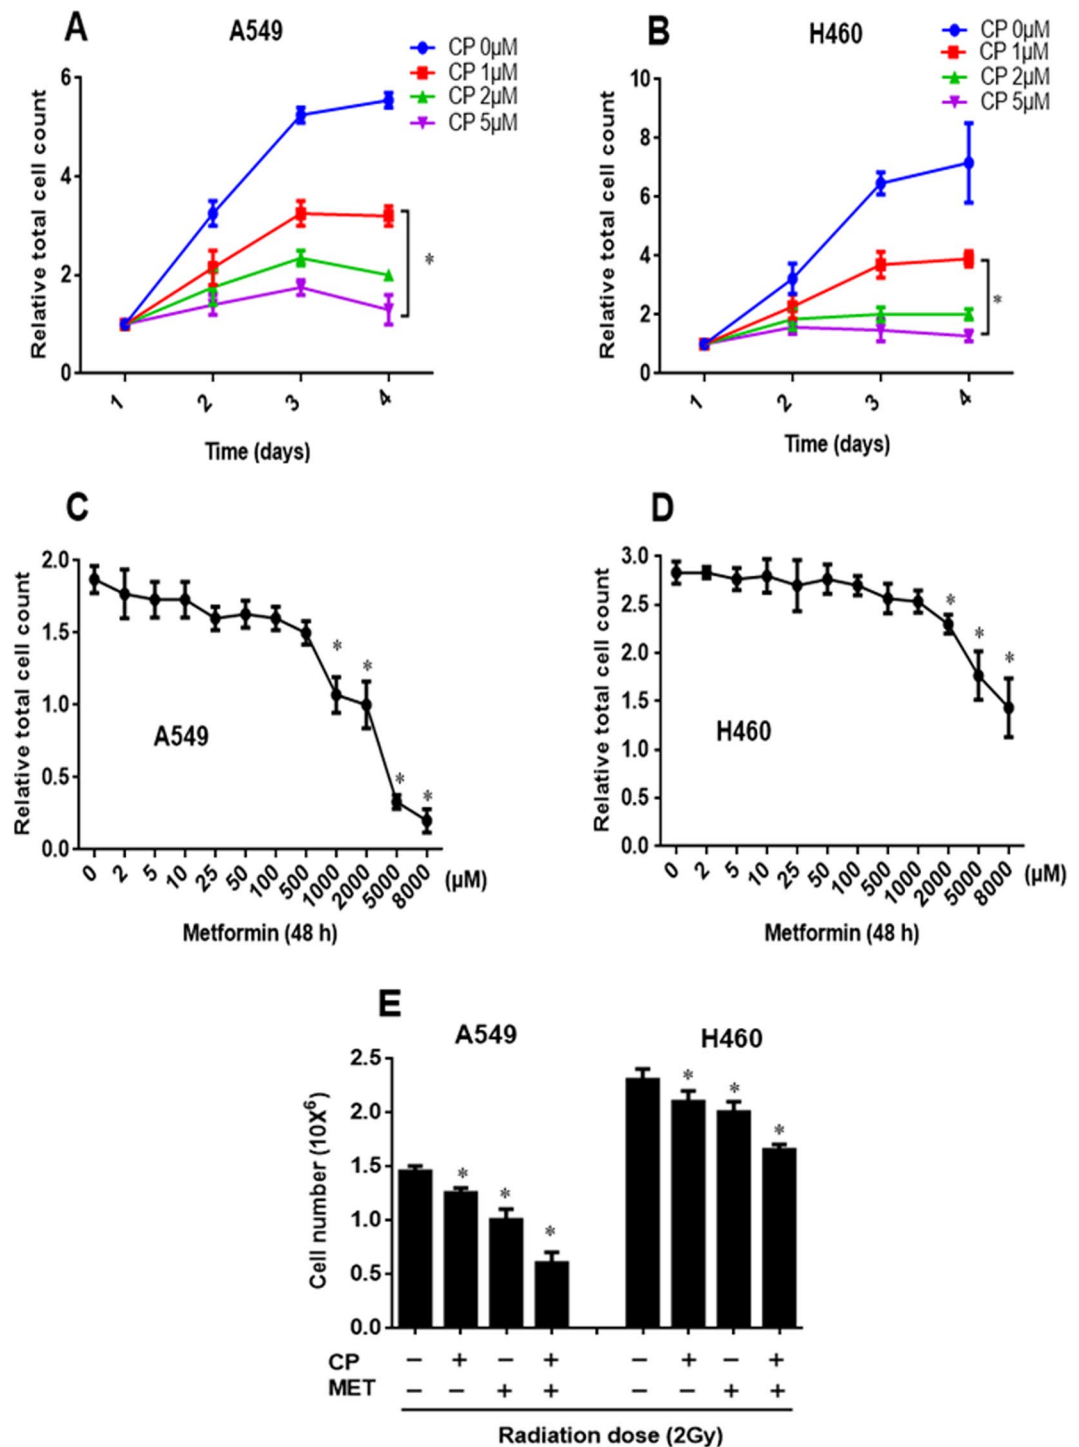 A
A549
CP 0μM
CP 1μM
CP 2μM
CP 5μM
Relative total cell count
6
4
2
0
*
1 2 3 4
Time (days)
B
H460
CP 0μM
CP 1μM
CP 2μM
CP 5μM
Relative total cell count
10
8
6
4
2
0
*
1 2 3 4
Time (days)
C
Relative total cell count
2.0
1.5
1.0
0.5
0.0
* * * *
A549
0 2 5 10 25 50 100 500 1000 2000 5000 8000 (μM)
Metformin (48 h)
D
Relative total cell count
3.0
2.5
2.0
1.5
1.0
0.5
0.0
* * *
H460
0 2 5 10 25 50 100 500 1000 2000 5000 8000 (μM)
Metformin (48 h)
E
A549 H460
Cell number (10X⁶)
2.5
2.0
1.5
1.0
0.5
0.0
* * * * * *
CP − + − + − + − +
MET − − + + − − + +
Radiation dose (2Gy)